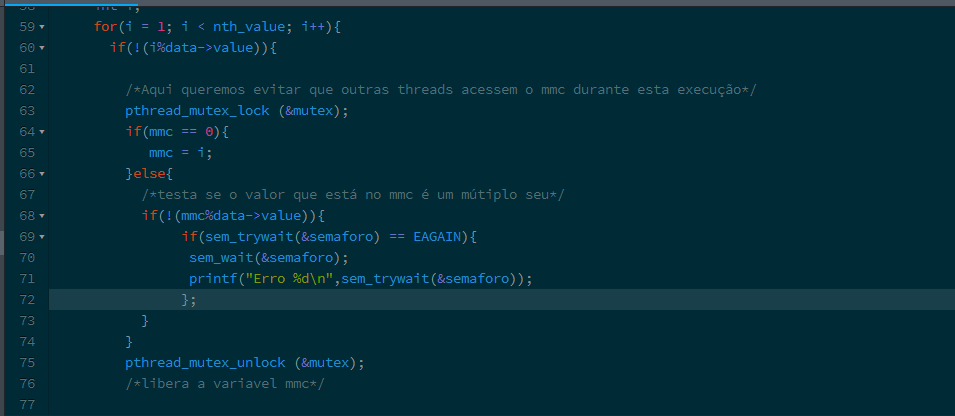 59 for(i = 1; i < nth_value; i++){
60 if(!(i%data->value)){
61
62 /*Aqui queremos evitar que outras threads acessem o mmc durante esta execução*/
63 pthread_mutex_lock (&mutex);
64 if(mmc == 0){
65 mmc = i;
66 }else{
67 /*testa se o valor que está no mmc é um mútiplo seu*/
68 if(!(mmc%data->value)){
69 if(sem_trywait(&semaforo) == EAGAIN){
70 sem_wait(&semaforo);
71 printf("Erro %d\n",sem_trywait(&semaforo));
72 };
73 }
74 }
75 pthread_mutex_unlock (&mutex);
76 /*libera a variavel mmc*/
77